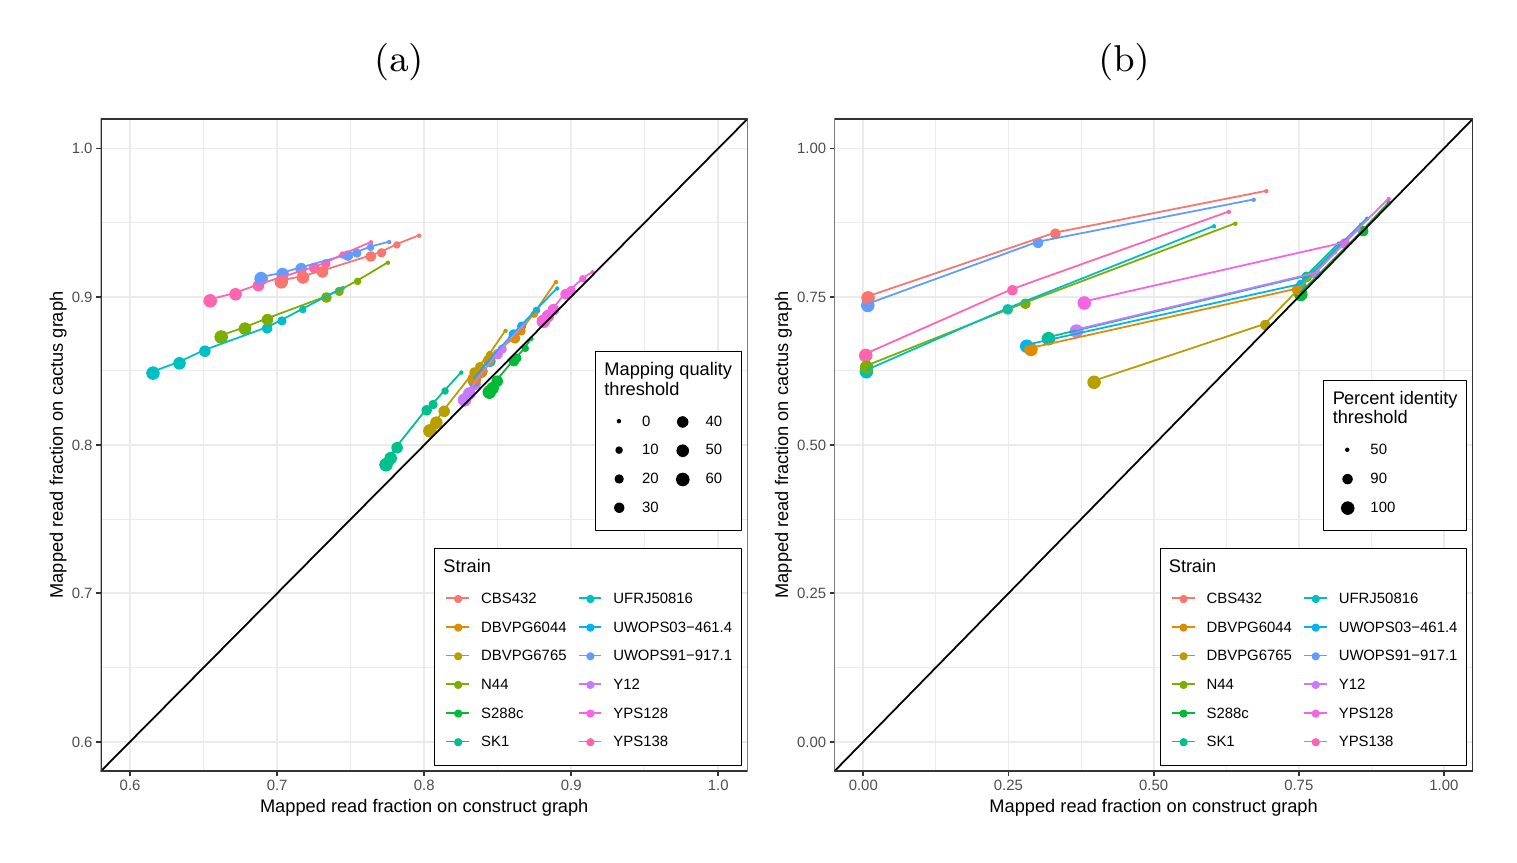 (a)
(b)
Mapped read fraction on cactus graph
1.0
0.9
0.8
0.7
0.6
0.6 0.7 0.8 0.9 1.0
Mapped read fraction on construct graph
Mapping quality
threshold
0 40
10 50
20 60
30
Strain
CBS432 UFRJ50816
DBVPG6044 UWOPS03−461.4
DBVPG6765 UWOPS91−917.1
N44 Y12
S288c YPS128
SK1 YPS138
Mapped read fraction on cactus graph
1.00
0.75
0.50
0.25
0.00
0.00 0.25 0.50 0.75 1.00
Mapped read fraction on construct graph
Percent identity
threshold
50
90
100
Strain
CBS432 UFRJ50816
DBVPG6044 UWOPS03−461.4
DBVPG6765 UWOPS91−917.1
N44 Y12
S288c YPS128
SK1 YPS138